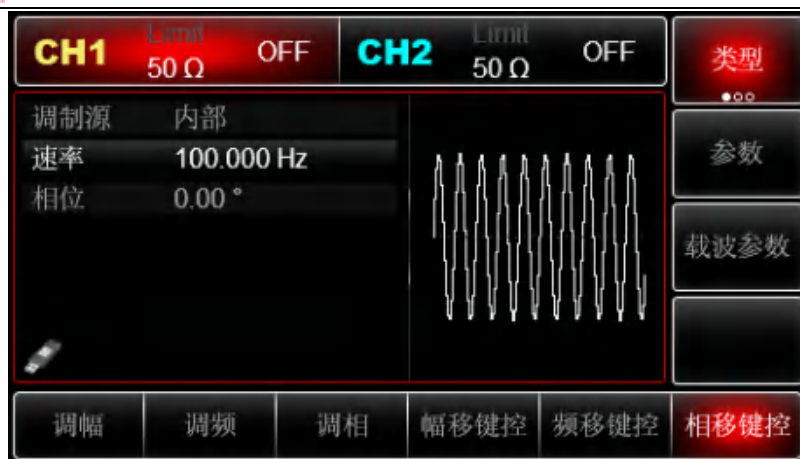 CH1 Limit 50 Ω OFF CH2 Limit 50 Ω OFF
类型
调制源 内部
速率 100.000 Hz
相位 0.00 °
参数
载波参数
调幅 调频 调相 幅移键控 频移键控 相移键控